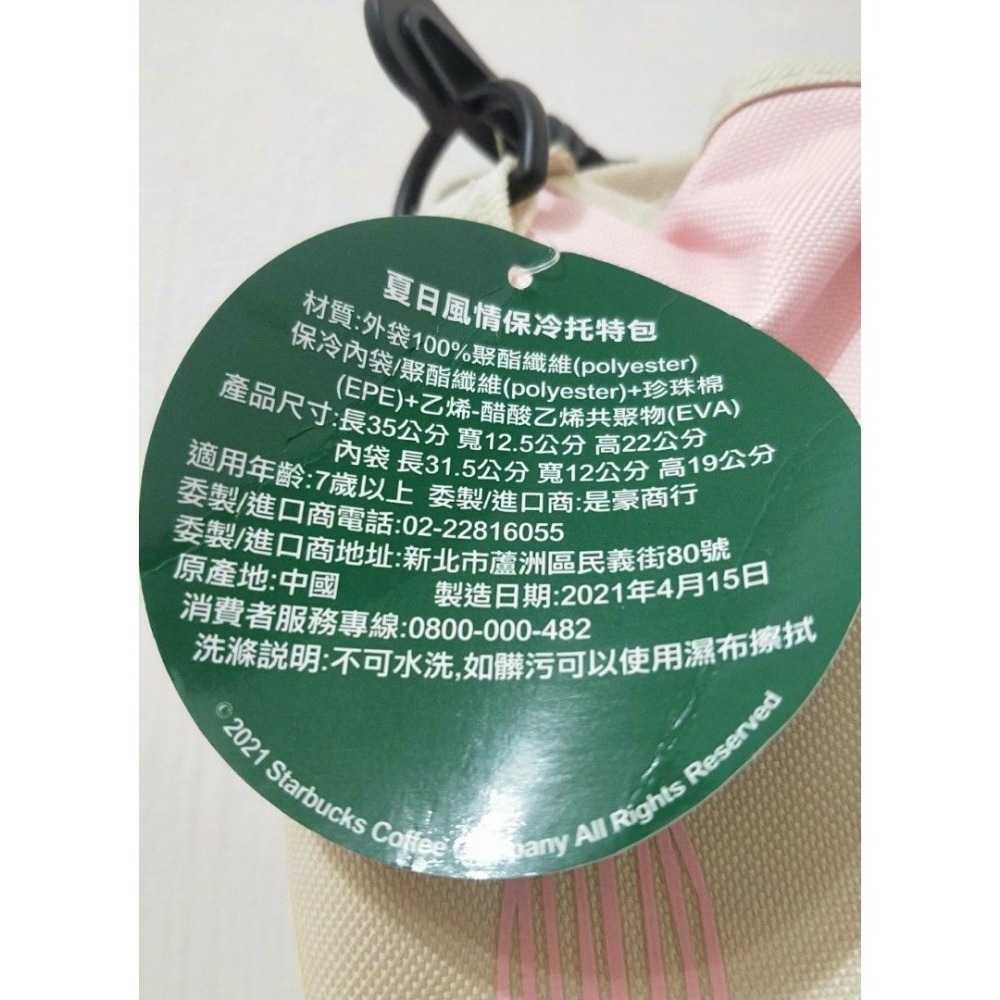 夏日風情保冷托特包
材質:外袋100%聚酯纖維(polyester)
保冷內袋/聚酯纖維(polyester)+珍珠棉
(EPE)+乙烯-醋酸乙烯共聚物(EVA)
產品尺寸:長35公分 寬12.5公分 高22公分
內袋 長31.5公分 寬12公分 高19公分
適用年齡:7歲以上 委製/進口商:是豪商行
委製/進口商電話:02-22816055
委製/進口商地址:新北市蘆洲區民義街80號
原產地:中國 製造日期:2021年4月15日
消費者服務專線:0800-000-482
洗滌説明:不可水洗,如髒污可以使用濕布擦拭
© 2021 Starbucks Coffee Company All Rights Reserved